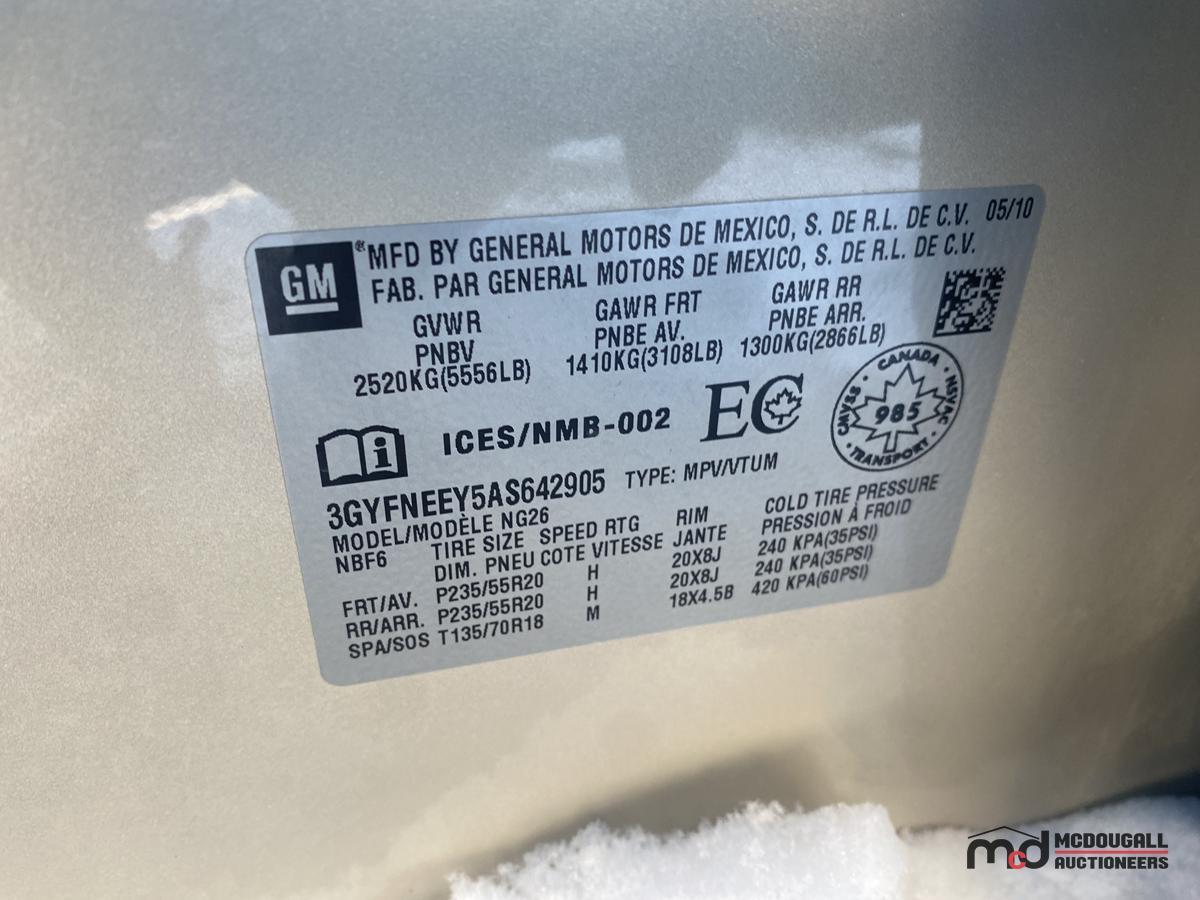 GM
®MFD BY GENERAL MOTORS DE MEXICO, S. DE R.L. DE C.V. 05/10
FAB. PAR GENERAL MOTORS DE MEXICO, S. DE R.L. DE C.V.
GVWR GAWR FRT GAWR RR
PNBV PNBE AV. PNBE ARR.
2520KG(5556LB) 1410KG(3108LB) 1300KG(2866LB)
i ICES/NMB-002 EC
CANADA
CMVSS 985 NSVAC
TRANSPORT
3GYFNEEY5AS642905 TYPE: MPV/VTUM
MODEL/MODÈLE NG26
NBF6 TIRE SIZE SPEED RTG RIM COLD TIRE PRESSURE
DIM. PNEU COTE VITESSE JANTE PRESSION À FROID
FRT/AV. P235/55R20 H 20X8J 240 KPA(35PSI)
RR/ARR. P235/55R20 H 20X8J 240 KPA(35PSI)
SPA/SOS T135/70R18 M 18X4.5B 420 KPA(60PSI)
mcd MCDOUGALL
AUCTIONEERS